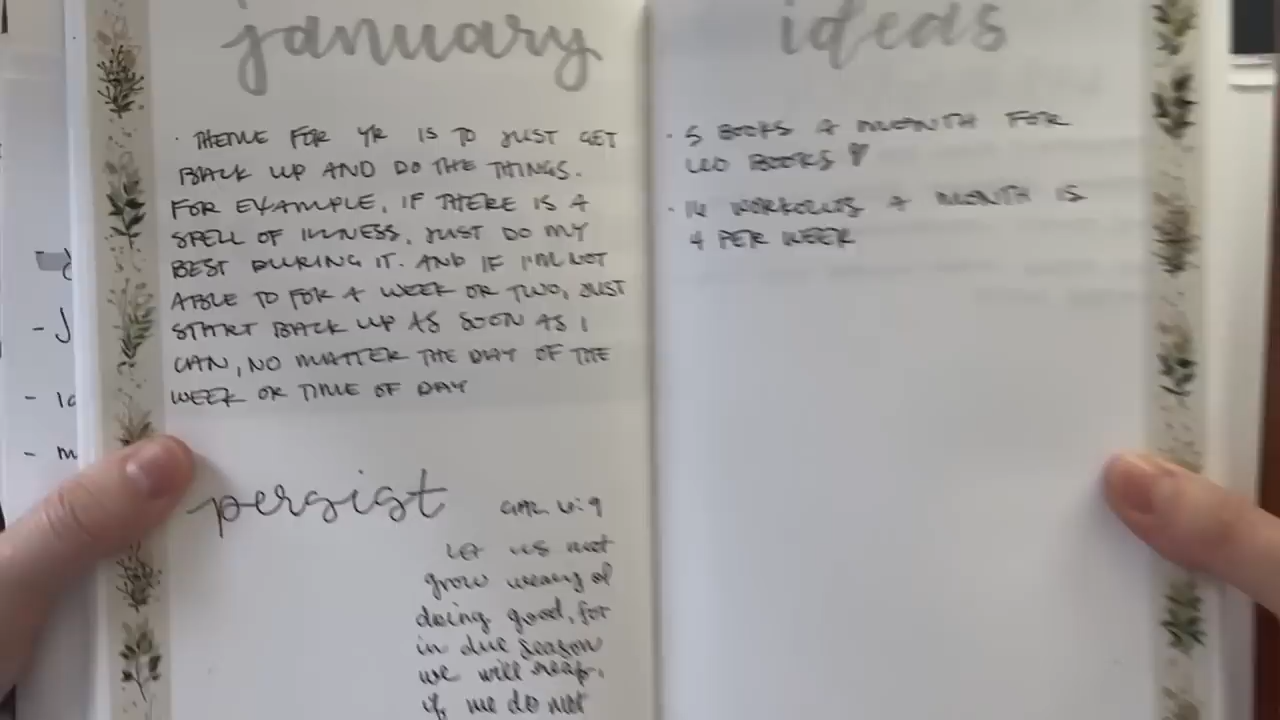 january
· THEME FOR YR IS TO JUST GET
BACK UP AND DO THE THINGS.
FOR EXAMPLE, IF THERE IS A
SPELL OF ILLNESS, JUST DO MY
BEST DURING IT. AND IF I'M NOT
ABLE TO FOR A WEEK OR TWO, JUST
START BACK UP AS SOON AS I
CAN, NO MATTER THE DAY OF THE
WEEK OR TIME OF DAY
persist
GAL 6:9
Let us not
grow weary of
doing good, for
in due season
we will reap,
if we do not
ideas
· 5 BOOKS A MONTH FOR
60 BOOKS
· 16 WORKOUTS A MONTH IS
4 PER WEEK